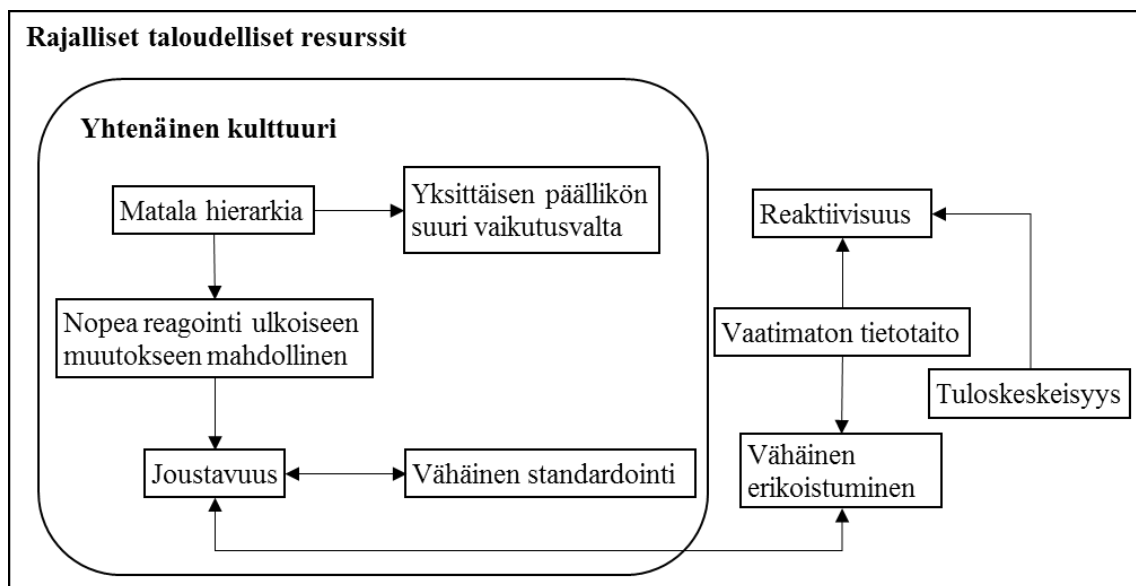 Rajalliset taloudelliset resurssit
Yhtenäinen kulttuuri
Matala hierarkia
Yksittäisen päällikön
suuri vaikutusvalta
Reaktiivisuus
Nopea reagointi ulkoiseen
muutokseen mahdollinen
Vaatimaton tietotaito
Tuloskeskeisyys
Joustavuus
Vähäinen standardointi
Vähäinen
erikoistuminen